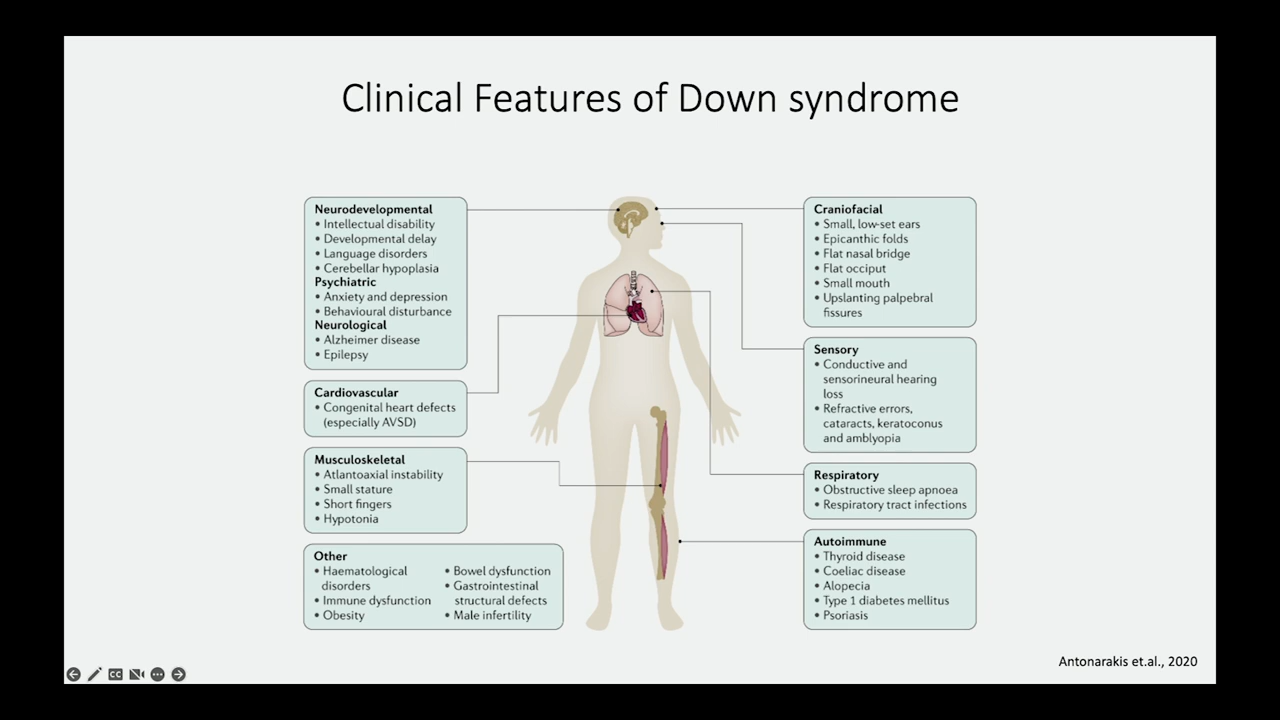 Clinical Features of Down syndrome
Neurodevelopmental
• Intellectual disability
• Developmental delay
• Language disorders
• Cerebellar hypoplasia
Psychiatric
• Anxiety and depression
• Behavioural disturbance
Neurological
• Alzheimer disease
• Epilepsy
Cardiovascular
• Congenital heart defects
(especially AVSD)
Musculoskeletal
• Atlantoaxial instability
• Small stature
• Short fingers
• Hypotonia
Other
• Haematological
disorders
• Immune dysfunction
• Obesity
• Bowel dysfunction
• Gastrointestinal
structural defects
• Male infertility
Craniofacial
• Small, low-set ears
• Epicanthic folds
• Flat nasal bridge
• Flat occiput
• Small mouth
• Upslanting palpebral
fissures
Sensory
• Conductive and
sensorineural hearing
loss
• Refractive errors,
cataracts, keratoconus
and amblyopia
Respiratory
• Obstructive sleep apnoea
• Respiratory tract infections
Autoimmune
• Thyroid disease
• Coeliac disease
• Alopecia
• Type 1 diabetes mellitus
• Psoriasis
Antonarakis et.al., 2020
CC